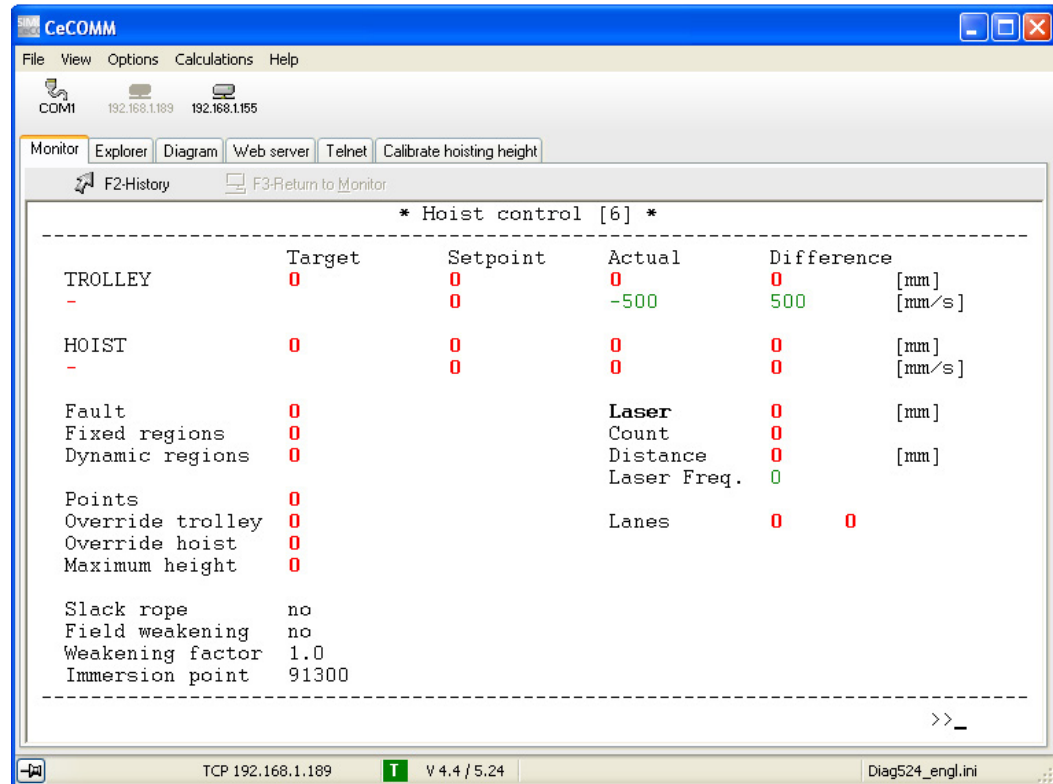 CeCOMM
File View Options Calculations Help
COM1 192.168.1.189 192.168.1.155
Monitor Explorer Diagram Web server Telnet Calibrate hoisting height
F2-History F3-Return to Monitor
* Hoist control [6] *
Target Setpoint Actual Difference
TROLLEY 0 0 0 0 [mm]
- 0 -500 500 [mm/s]
HOIST 0 0 0 0 [mm]
- 0 0 0 [mm/s]
Fault 0 Laser 0 [mm]
Fixed regions 0 Count 0
Dynamic regions 0 Distance 0 [mm]
Laser Freq. 0
Points 0
Override trolley 0 Lanes 0 0
Override hoist 0
Maximum height 0
Slack rope no
Field weakening no
Weakening factor 1.0
Immersion point 91300
>>_
TCP 192.168.1.189 T V 4.4 / 5.24 Diag524_engl.ini